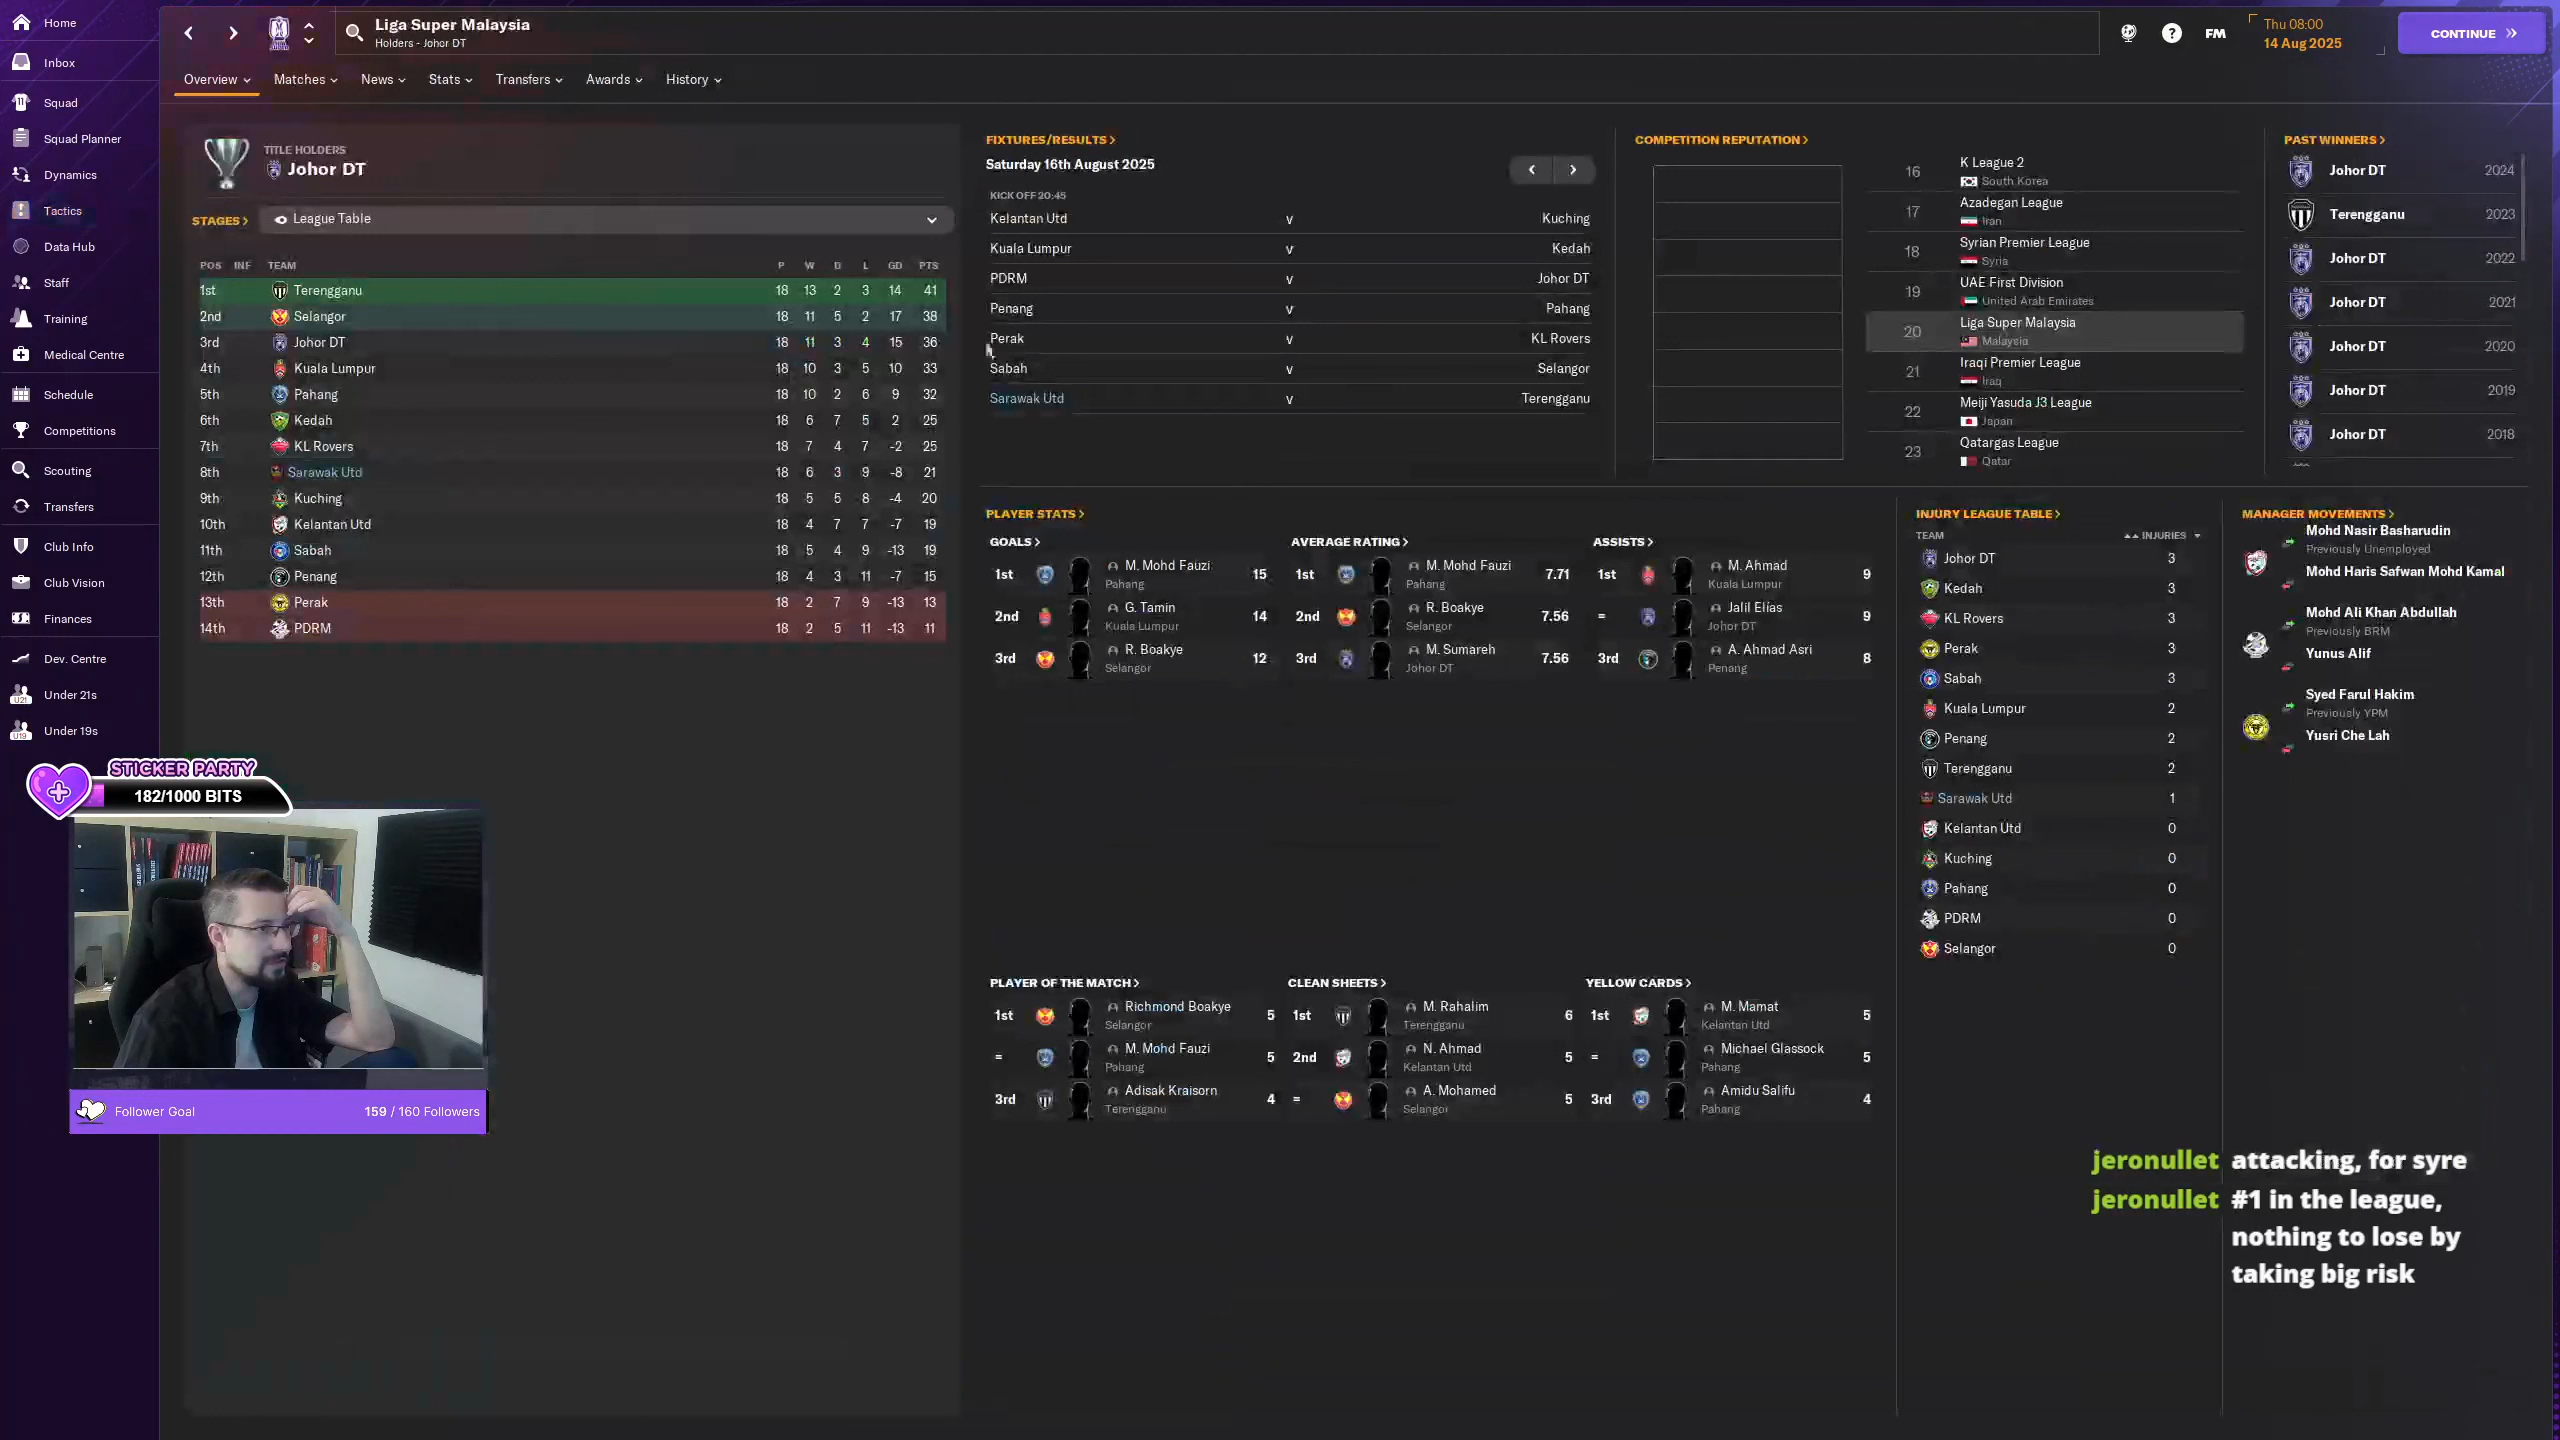 Home
Inbox
Squad
Squad Planner
Dynamics
Tactics
Data Hub
Staff
Training
Medical Centre
Schedule
Competitions
Scouting
Transfers
Club Info
Club Vision
Finances
Dev. Centre
Under 21s
Under 19s
Liga Super Malaysia
Holders - Johor DT
FM
Thu 08:00
14 Aug 2025
CONTINUE
Overview Matches News Stats Transfers Awards History
TITLE HOLDERS
Johor DT
STAGES League Table
POS INF TEAM P W D L GD PTS
1st Terengganu 18 13 2 3 14 41
2nd Selangor 18 11 5 2 17 38
3rd Johor DT 18 11 3 4 15 36
4th Kuala Lumpur 18 10 3 5 10 33
5th Pahang 18 10 2 6 9 32
6th Kedah 18 6 7 5 2 25
7th KL Rovers 18 7 4 7 -2 25
8th Sarawak Utd 18 6 3 9 -8 21
9th Kuching 18 5 5 8 -4 20
10th Kelantan Utd 18 4 7 7 -7 19
11th Sabah 18 5 4 9 -13 19
12th Penang 18 4 3 11 -7 15
13th Perak 18 2 7 9 -13 13
14th PDRM 18 2 5 11 -13 11
FIXTURES/RESULTS
Saturday 16th August 2025
KICK OFF 20:45
Kelantan Utd v Kuching
Kuala Lumpur v Kedah
PDRM v Johor DT
Penang v Pahang
Perak v KL Rovers
Sabah v Selangor
Sarawak Utd v Terengganu
COMPETITION REPUTATION
16 K League 2
South Korea
17 Azadegan League
Iran
18 Syrian Premier League
Syria
19 UAE First Division
United Arab Emirates
20 Liga Super Malaysia
Malaysia
21 Iraqi Premier League
Iraq
22 Meiji Yasuda J3 League
Japan
23 Qatargas League
Qatar
PAST WINNERS
Johor DT 2024
Terengganu 2023
Johor DT 2022
Johor DT 2021
Johor DT 2020
Johor DT 2019
Johor DT 2018
PLAYER STATS
GOALS
1st M. Mohd Fauzi 15
Pahang
2nd G. Tamin 14
Kuala Lumpur
3rd R. Boakye 12
Selangor
AVERAGE RATING
1st M. Mohd Fauzi 7.71
Pahang
2nd R. Boakye 7.56
Selangor
3rd M. Sumareh 7.56
Johor DT
ASSISTS
1st M. Ahmad 9
Kuala Lumpur
= Jalil Elías 9
Johor DT
3rd A. Ahmad Asri 8
Penang
PLAYER OF THE MATCH
1st Richmond Boakye 5
Selangor
= M. Mohd Fauzi 5
Pahang
3rd Adisak Kraisorn 4
Terengganu
CLEAN SHEETS
1st M. Rahalim 6
Terengganu
2nd N. Ahmad 5
Kelantan Utd
= A. Mohamed 5
Selangor
YELLOW CARDS
1st M. Mamat 5
Kelantan Utd
= Michael Glassock 5
Pahang
3rd Amidu Salifu 4
Pahang
INJURY LEAGUE TABLE
TEAM INJURIES
Johor DT 3
Kedah 3
KL Rovers 3
Perak 3
Sabah 3
Kuala Lumpur 2
Penang 2
Terengganu 2
Sarawak Utd 1
Kelantan Utd 0
Kuching 0
Pahang 0
PDRM 0
Selangor 0
MANAGER MOVEMENTS
Mohd Nasir Basharudin
Previously Unemployed
Mohd Haris Safwan Mohd Kamal
Mohd Ali Khan Abdullah
Previously BRM
Yunus Alif
Syed Farul Hakim
Previously YPM
Yusri Che Lah
STICKER PARTY
182/1000 BITS
Follower Goal 159 / 160 Followers
jeronullet attacking, for syre
jeronullet #1 in the league,
nothing to lose by
taking big risk